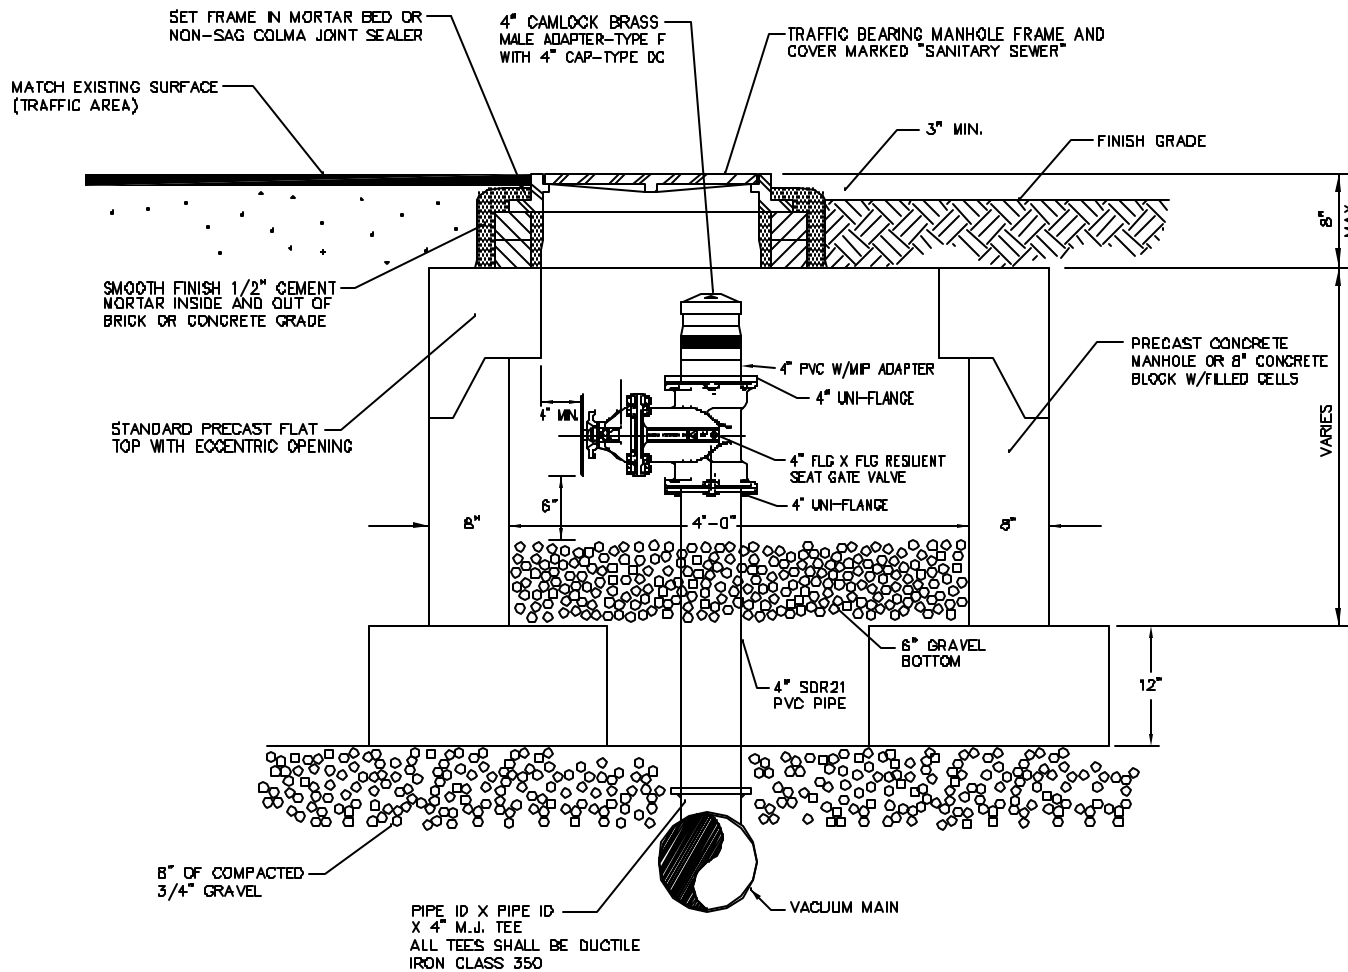 SET FRAME IN MORTAR BED OR
NON-SAG COLMA JOINT SEALER
4" CAMLOCK BRASS
MALE ADAPTER-TYPE F
WITH 4" CAP-TYPE DC
TRAFFIC BEARING MANHOLE FRAME AND
COVER MARKED "SANITARY SEWER"
MATCH EXISTING SURFACE
(TRAFFIC AREA)
3" MIN.
FINISH GRADE
8"
MAX
SMOOTH FINISH 1/2" CEMENT
MORTAR INSIDE AND OUT OF
BRICK OR CONCRETE GRADE
PRECAST CONCRETE
MANHOLE OR 8" CONCRETE
BLOCK W/FILLED CELLS
4" PVC W/MIP ADAPTER
4" UNI-FLANGE
4" MIN.
STANDARD PRECAST FLAT
TOP WITH ECCENTRIC OPENING
VARIES
4" FLG X FLG RESILIENT
SEAT GATE VALVE
4" UNI-FLANGE
6"
8"
4'-0"
8"
6" GRAVEL
BOTTOM
4" SDR21
PVC PIPE
12"
8" OF COMPACTED
3/4" GRAVEL
PIPE ID X PIPE ID
X 4" M.J. TEE
ALL TEES SHALL BE DUCTILE
IRON CLASS 350
VACUUM MAIN